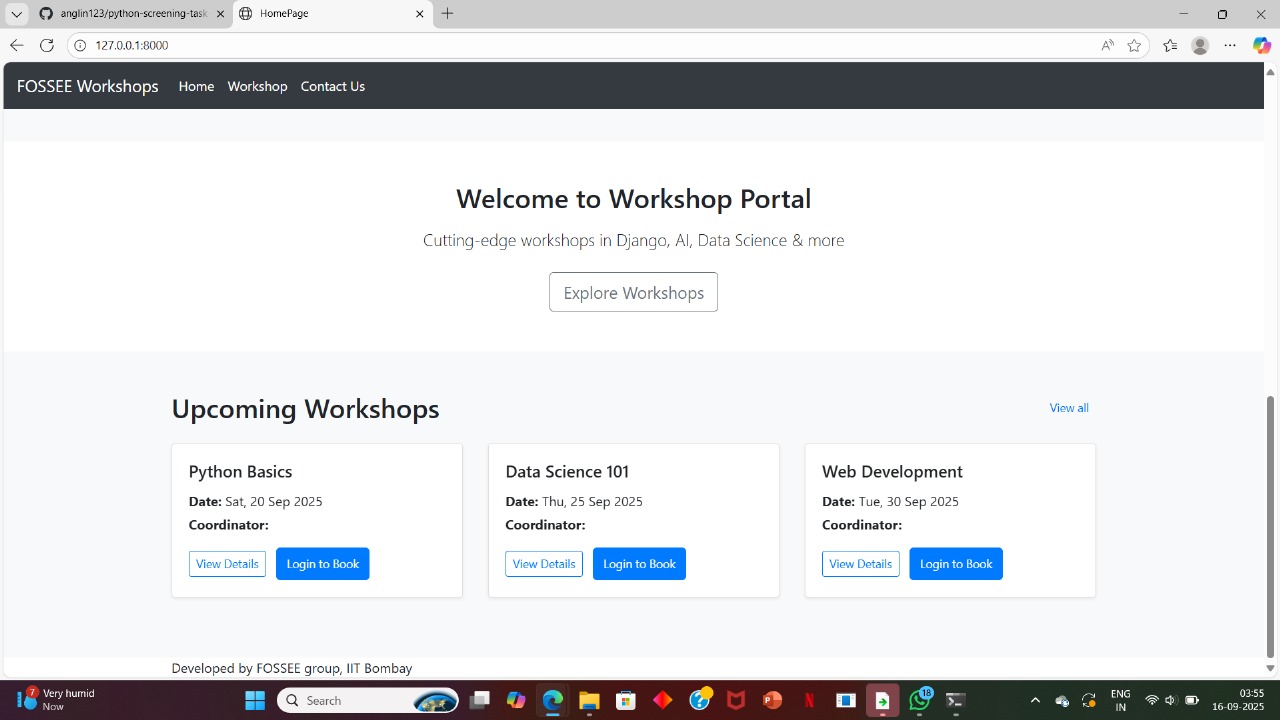 anglin123/python-screening-task
HomePage
127.0.0.1:8000
FOSSEE Workshops Home Workshop Contact Us
Welcome to Workshop Portal
Cutting-edge workshops in Django, AI, Data Science & more
Explore Workshops
Upcoming Workshops
View all
Python Basics
Date: Sat, 20 Sep 2025
Coordinator:
View Details Login to Book
Data Science 101
Date: Thu, 25 Sep 2025
Coordinator:
View Details Login to Book
Web Development
Date: Tue, 30 Sep 2025
Coordinator:
View Details Login to Book
Developed by FOSSEE group, IIT Bombay
7
Very humid
Now
Search
18
ENG
IN
03:55
16-09-2025